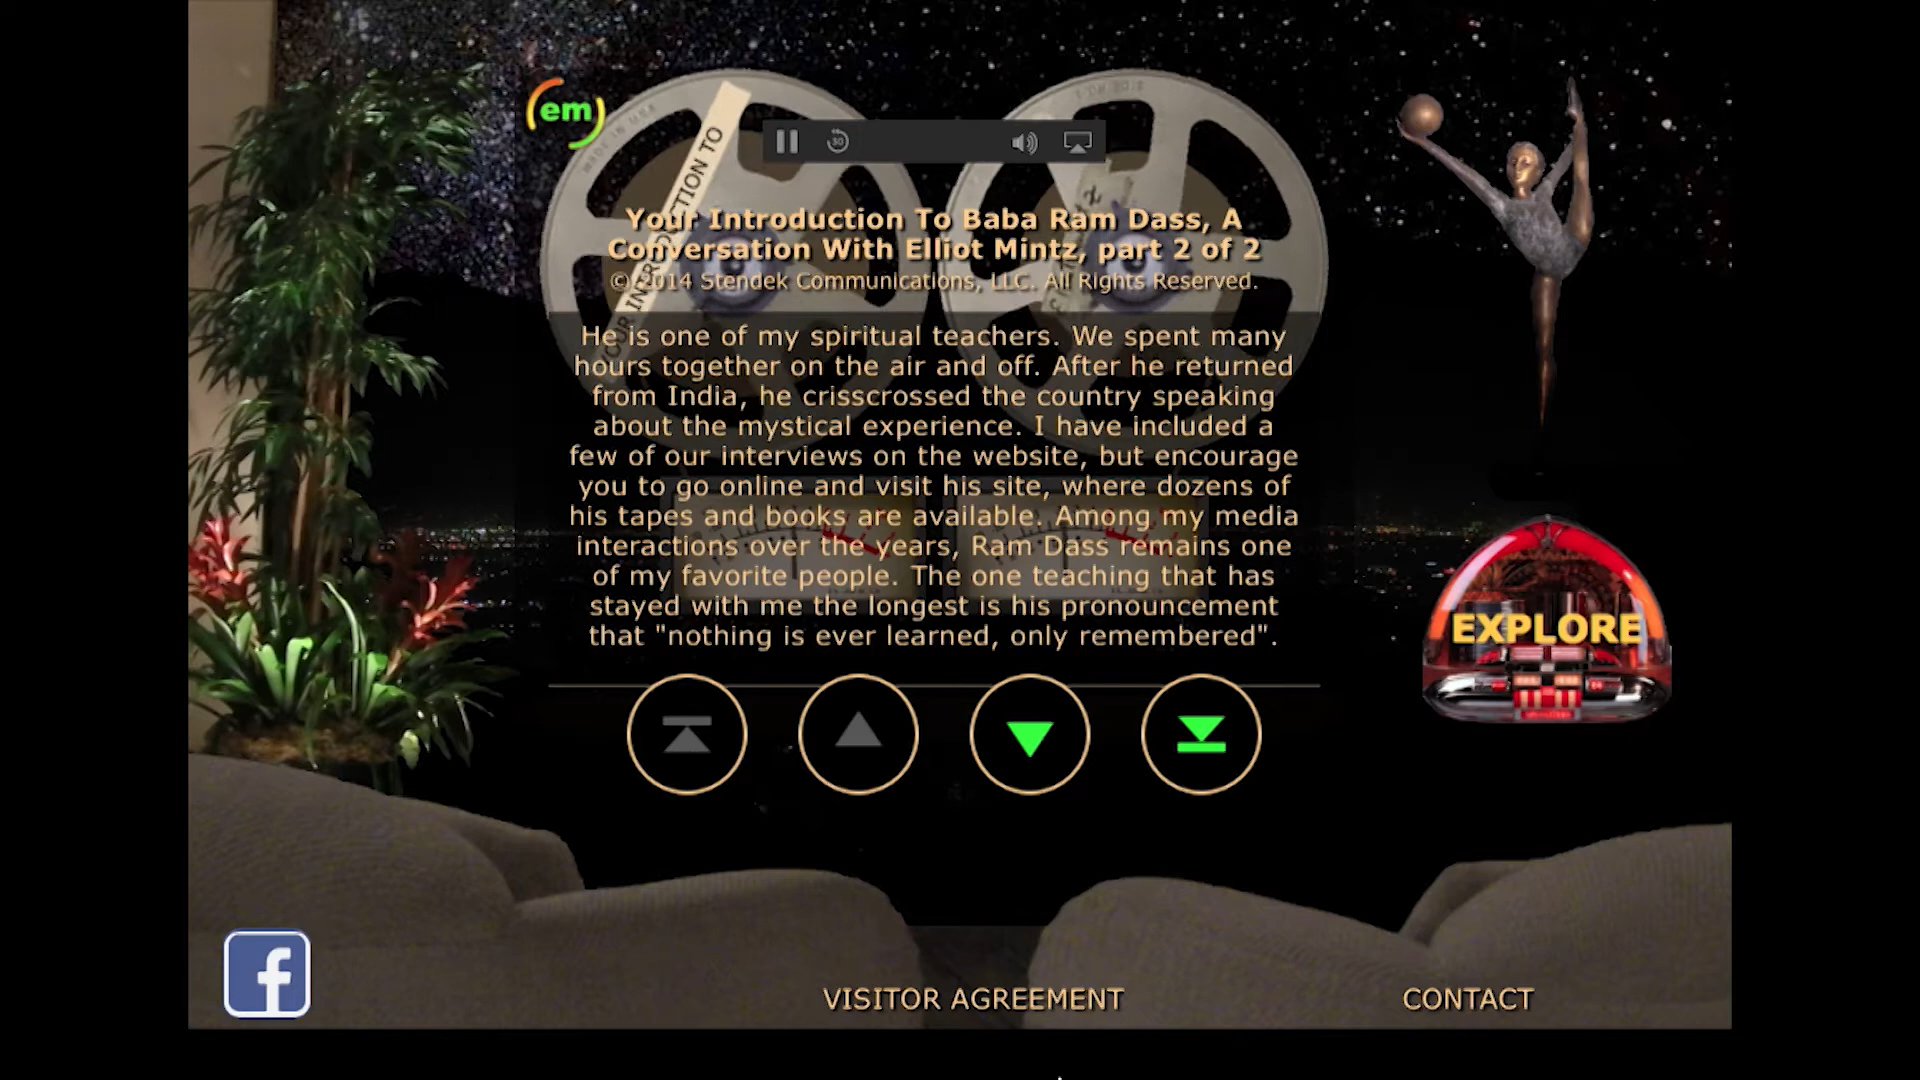 em
MADE IN U.S.A.
YOUR INTRODUCTION TO
30
Your Introduction To Baba Ram Dass, A
Conversation With Elliot Mintz, part 2 of 2
© 2014 Stendek Communications, LLC. All Rights Reserved.
He is one of my spiritual teachers. We spent many
hours together on the air and off. After he returned
from India, he crisscrossed the country speaking
about the mystical experience. I have included a
few of our interviews on the website, but encourage
you to go online and visit his site, where dozens of
his tapes and books are available. Among my media
interactions over the years, Ram Dass remains one
of my favorite people. The one teaching that has
stayed with me the longest is his pronouncement
that "nothing is ever learned, only remembered".
EXPLORE
f
VISITOR AGREEMENT
CONTACT